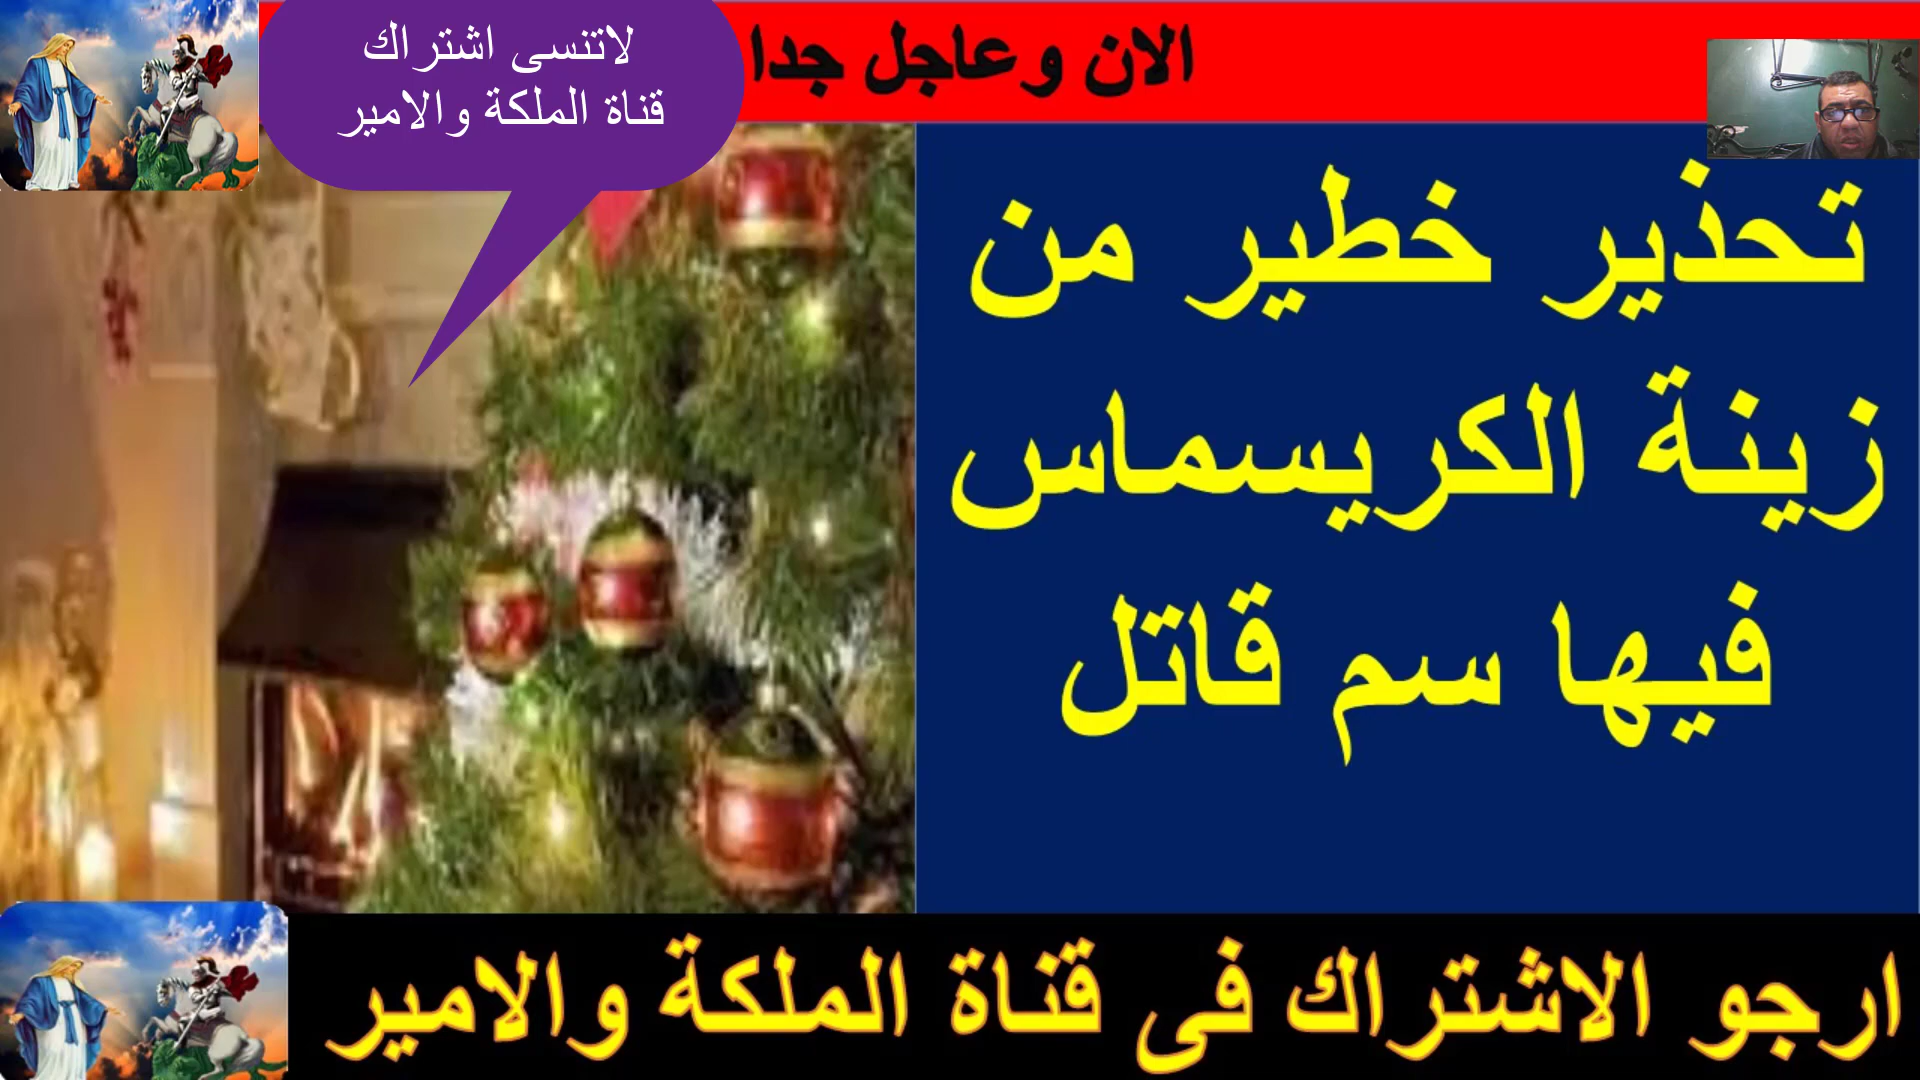 لاتنسى اشتراك
قناة الملكة والامير
الان وعاجل جدا
تحذير خطير من
زينة الكريسماس
فيها سم قاتل
ارجو الاشتراك فى قناة الملكة والامير